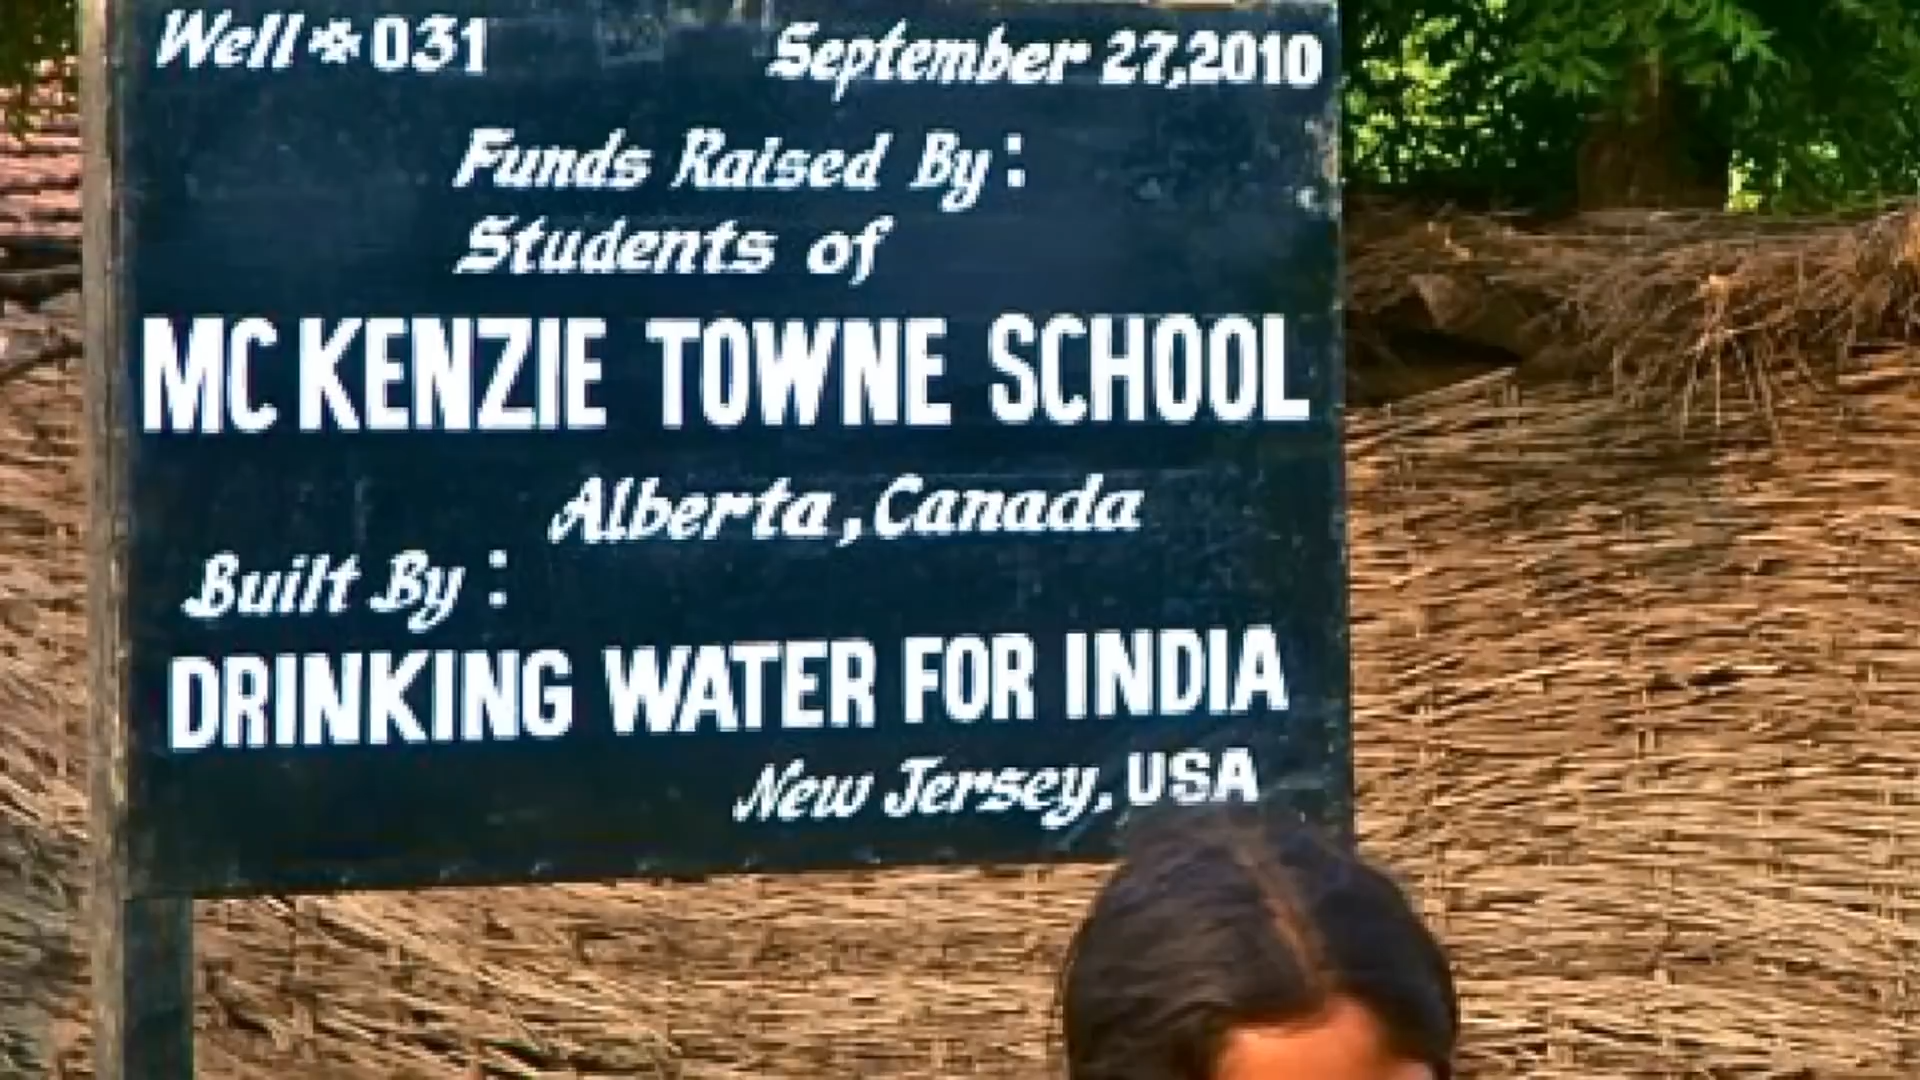 Well # 031 September 27,2010
Funds Raised By :
Students of
MC KENZIE TOWNE SCHOOL
Alberta, Canada
Built By :
DRINKING WATER FOR INDIA
New Jersey, USA